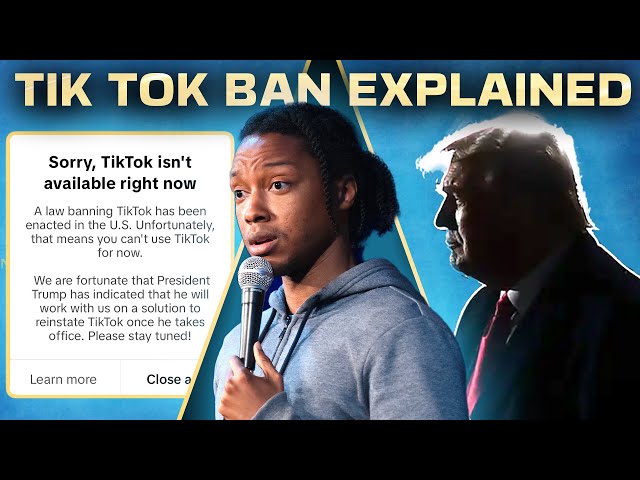 TIK TOK BAN EXPLAINED
Sorry, TikTok isn't
available right now
A law banning TikTok has been
enacted in the U.S. Unfortunately,
that means you can't use TikTok
for now.
We are fortunate that President
Trump has indicated that he will
work with us on a solution to
reinstate TikTok once he takes
office. Please stay tuned!
Learn more
Close a